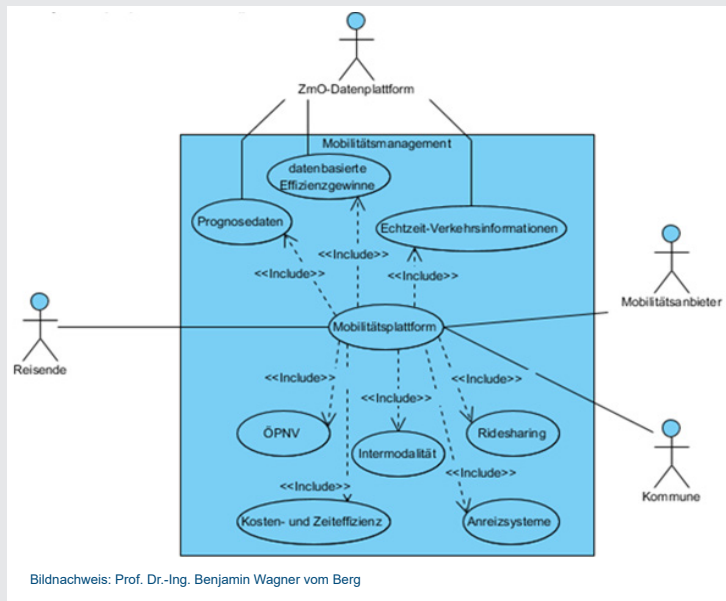 ZmO-Datenplattform
Mobilitätsmanagement
datenbasierte
Effizienzgewinne
Prognosedaten
Echtzeit-Verkehrsinformationen
<<Include>>
<<Include>>
<<Include>>
Mobilitätsanbieter
Mobilitätsplattform
Reisende
<<Include>>
<<Include>>
<<Include>>
ÖPNV
Ridesharing
Intermodalität
<<Include>>
<<Include>>
Kommune
Kosten- und Zeiteffizienz
Anreizsysteme
Bildnachweis: Prof. Dr.-Ing. Benjamin Wagner vom Berg